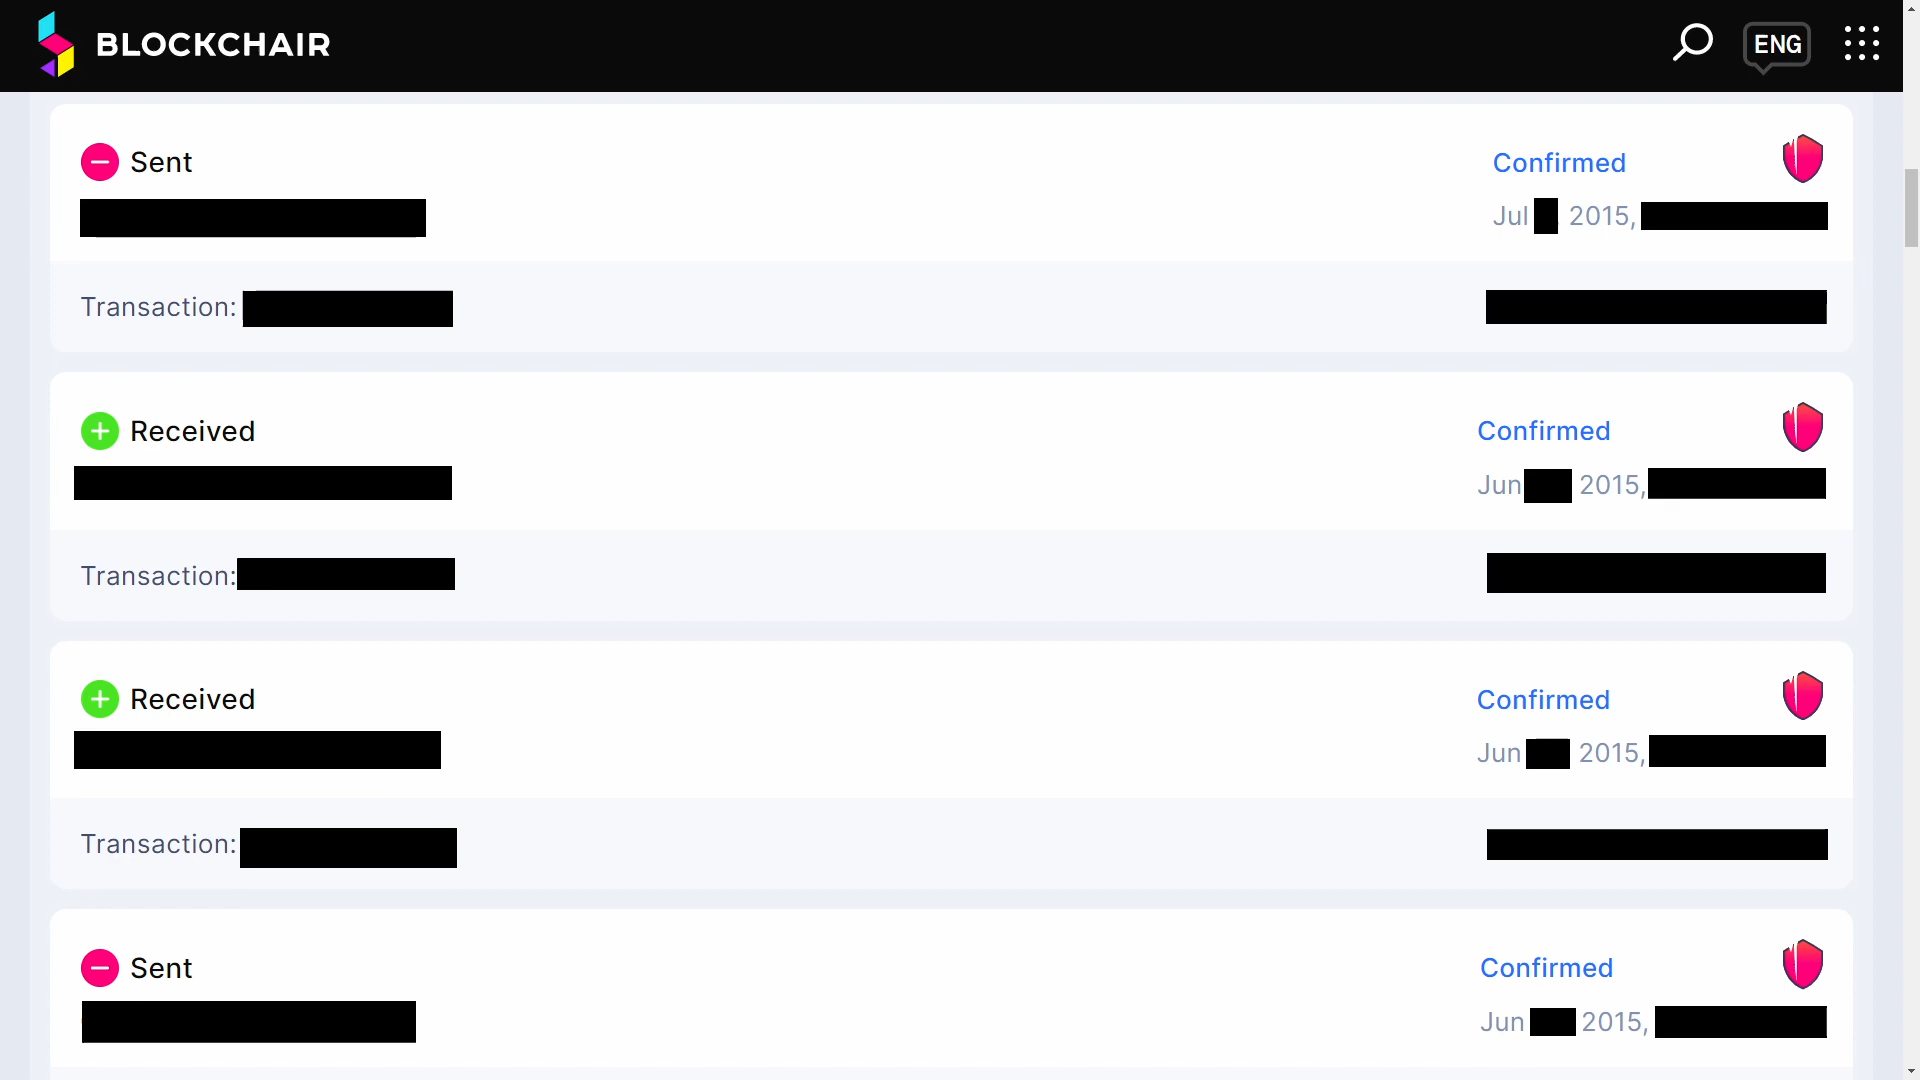 BLOCKCHAIR
ENG
Sent
Confirmed
Jul 2015,
Transaction:
Received
Confirmed
Jun 2015,
Transaction:
Received
Confirmed
Jun 2015,
Transaction:
Sent
Confirmed
Jun 2015,